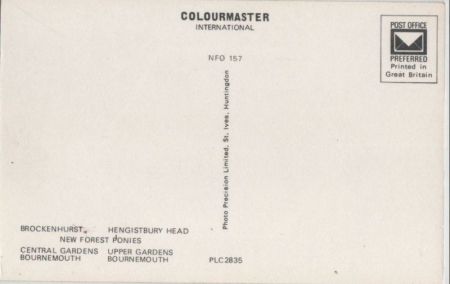 COLOURMASTER
INTERNATIONAL
POST OFFICE
PREFERRED
Printed in
Great Britain
NFO 157
Photo Precision Limited, St. Ives, Huntingdon
BROCKENHURST HENGISTBURY HEAD
NEW FOREST PONIES
CENTRAL GARDENS UPPER GARDENS
BOURNEMOUTH BOURNEMOUTH
PLC2835